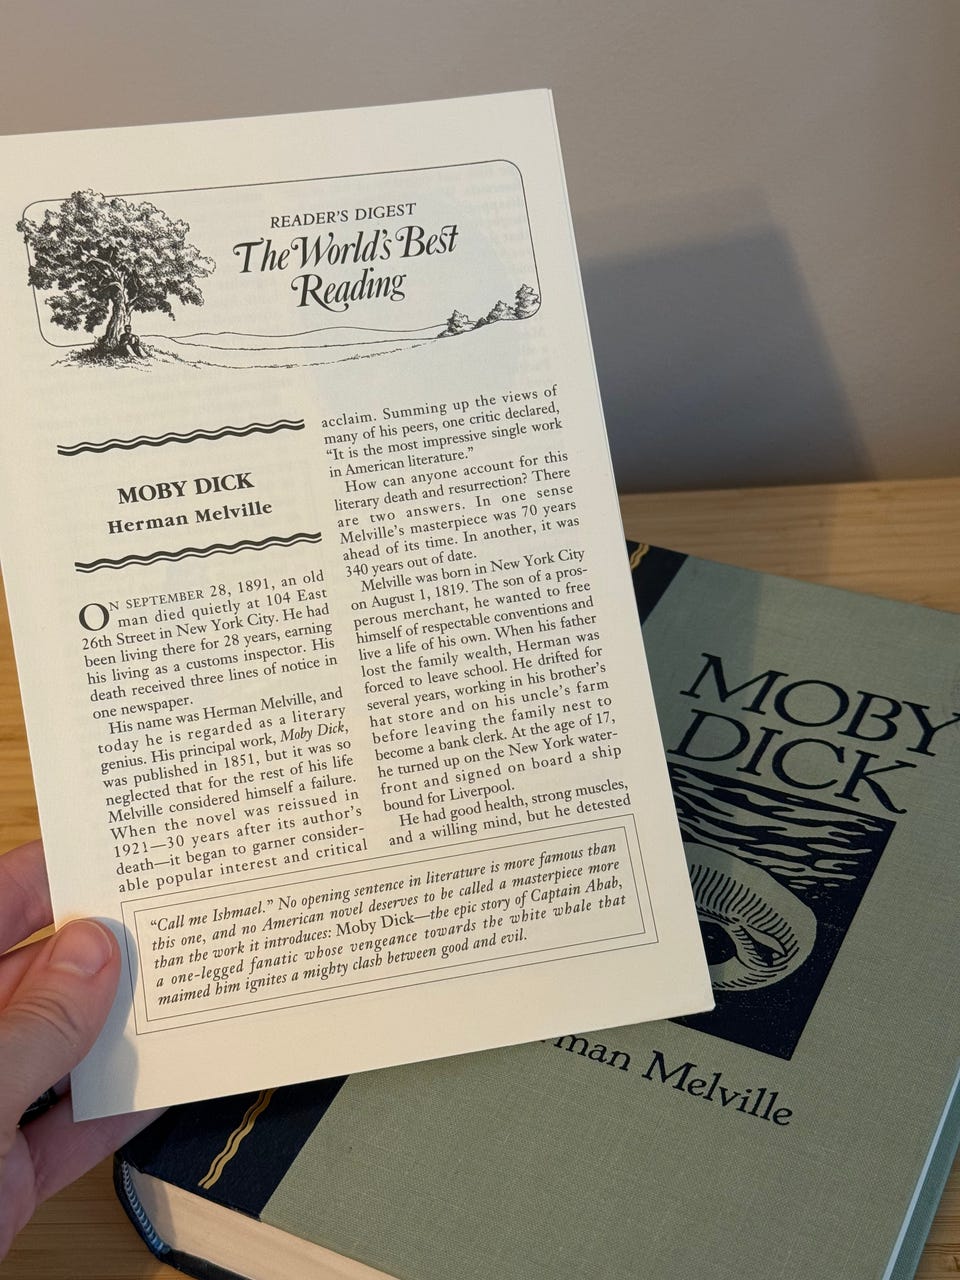 READER'S DIGEST
The World's Best
Reading
MOBY DICK
Herman Melville
ON SEPTEMBER 28, 1891, an old
man died quietly at 104 East
26th Street in New York City. He had
been living there for 28 years, earning
his living as a customs inspector. His
death received three lines of notice in
one newspaper.
His name was Herman Melville, and
today he is regarded as a literary
genius. His principal work, Moby Dick,
was published in 1851, but it was so
neglected that for the rest of his life
Melville considered himself a failure.
When the novel was reissued in
1921—30 years after its author's
death—it began to garner consider-
able popular interest and critical
acclaim. Summing up the views of
many of his peers, one critic declared,
"It is the most impressive single work
in American literature."
How can anyone account for this
literary death and resurrection? There
are two answers. In one sense
Melville's masterpiece was 70 years
ahead of its time. In another, it was
340 years out of date.
Melville was born in New York City
on August 1, 1819. The son of a pros-
perous merchant, he wanted to free
himself of respectable conventions and
live a life of his own. When his father
lost the family wealth, Herman was
forced to leave school. He drifted for
several years, working in his brother's
hat store and on his uncle's farm
before leaving the family nest to
become a bank clerk. At the age of 17,
he turned up on the New York water-
front and signed on board a ship
bound for Liverpool.
He had good health, strong muscles,
and a willing mind, but he detested
"Call me Ishmael." No opening sentence in literature is more famous than
this one, and no American novel deserves to be called a masterpiece more
than the work it introduces: Moby Dick—the epic story of Captain Ahab,
a one-legged fanatic whose vengeance towards the white whale that
maimed him ignites a mighty clash between good and evil.
MOBY
DICK
rman Melville